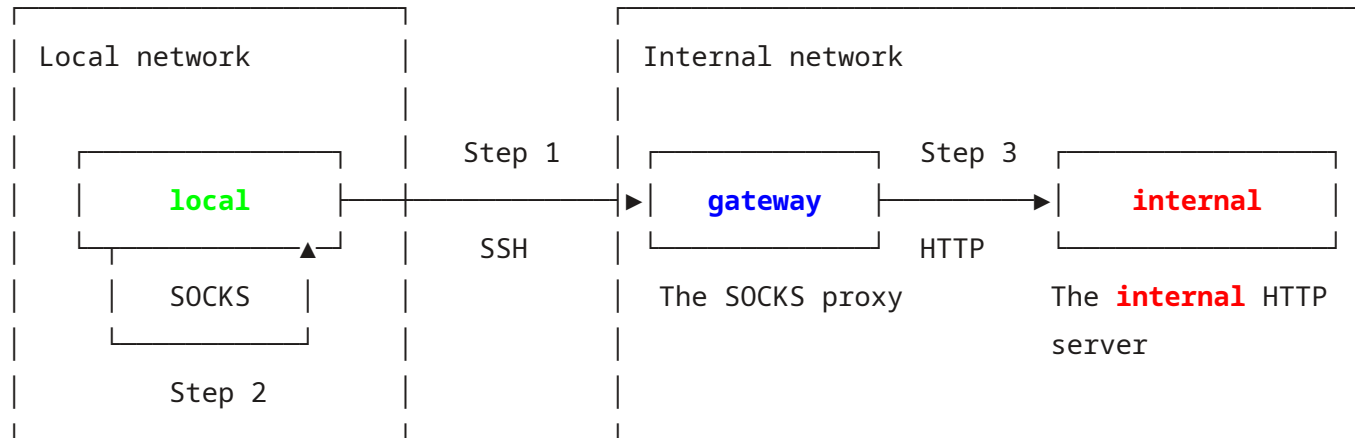 Local network
Internal network
Step 1
Step 3
local
gateway
internal
SSH
HTTP
SOCKS
The SOCKS proxy
The internal HTTP
server
Step 2